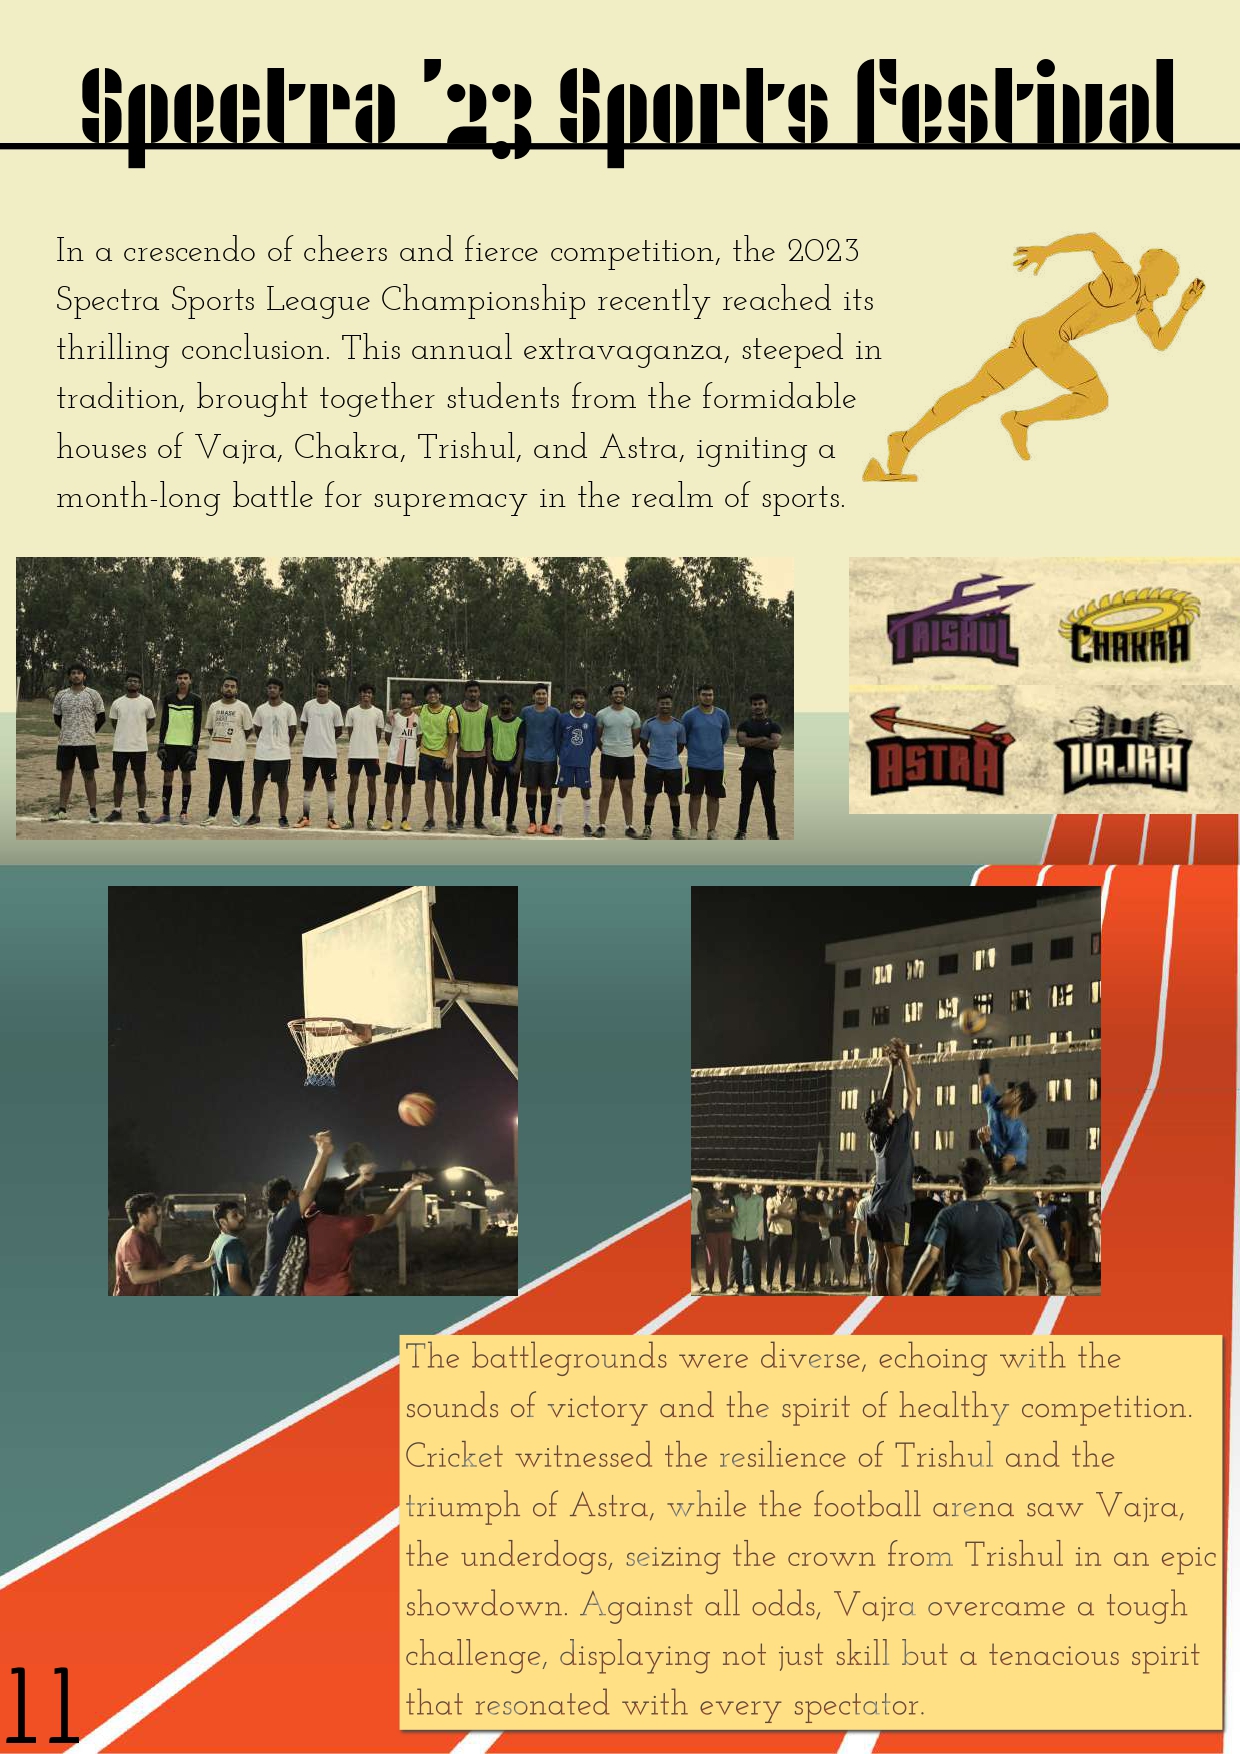 Spectra '23 Sports Festival
In a crescendo of cheers and fierce competition, the 2023
Spectra Sports League Championship recently reached its
thrilling conclusion. This annual extravaganza, steeped in
tradition, brought together students from the formidable
houses of Vajra, Chakra, Trishul, and Astra, igniting a
month-long battle for supremacy in the realm of sports.
TRISHUL
CHAKRA
ASTRA
VAJRA
3
The battlegrounds were diverse, echoing with the
sounds of victory and the spirit of healthy competition.
Cricket witnessed the resilience of Trishul and the
triumph of Astra, while the football arena saw Vajra,
the underdogs, seizing the crown from Trishul in an epic
showdown. Against all odds, Vajra overcame a tough
challenge, displaying not just skill but a tenacious spirit
that resonated with every spectator.
11